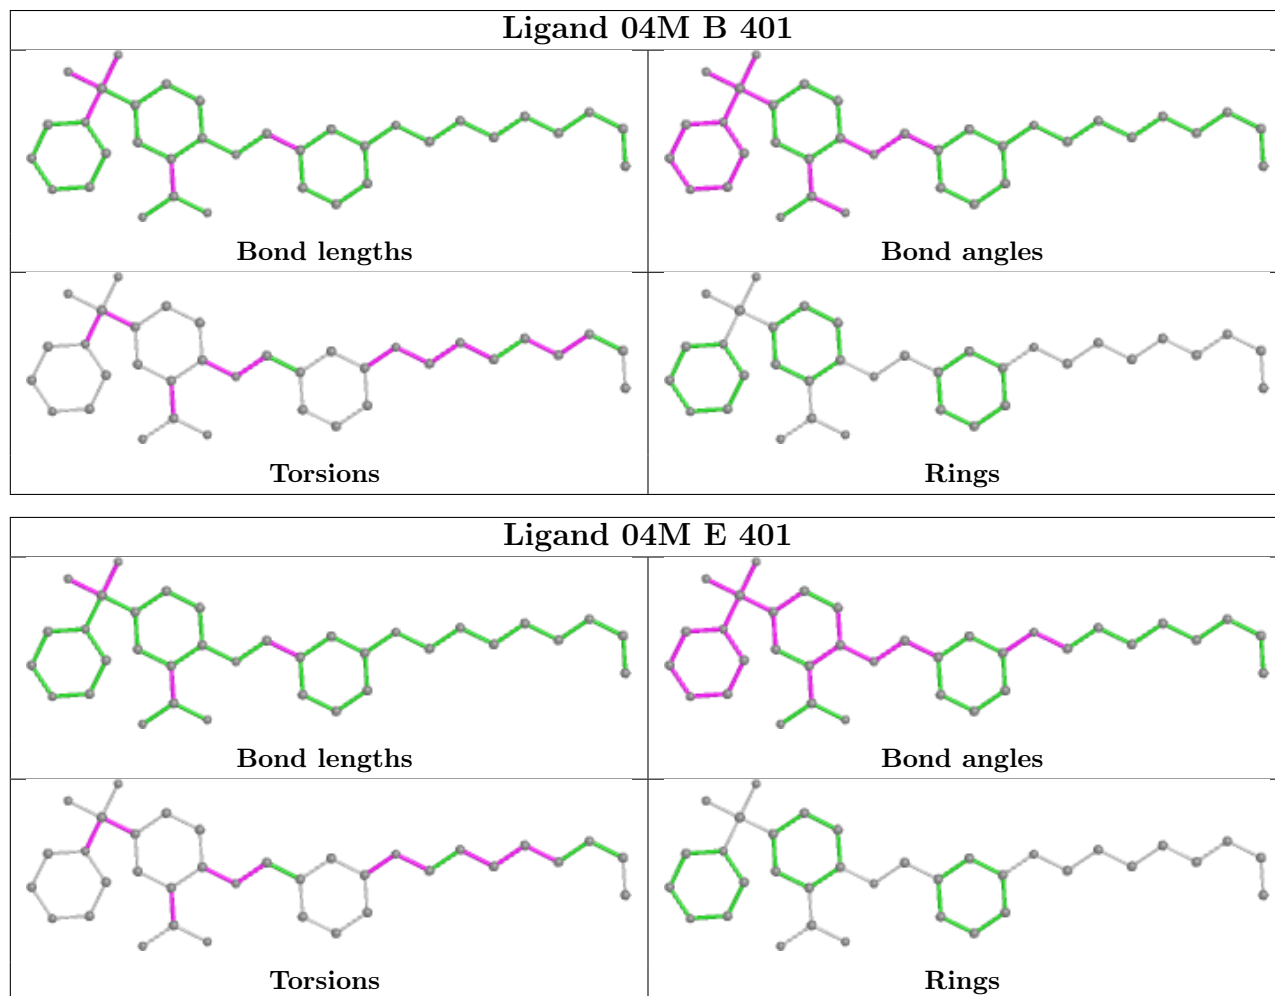 Ligand 04M B 401
Bond lengths
Bond angles
Torsions
Rings
Ligand 04M E 401
Bond lengths
Bond angles
Torsions
Rings